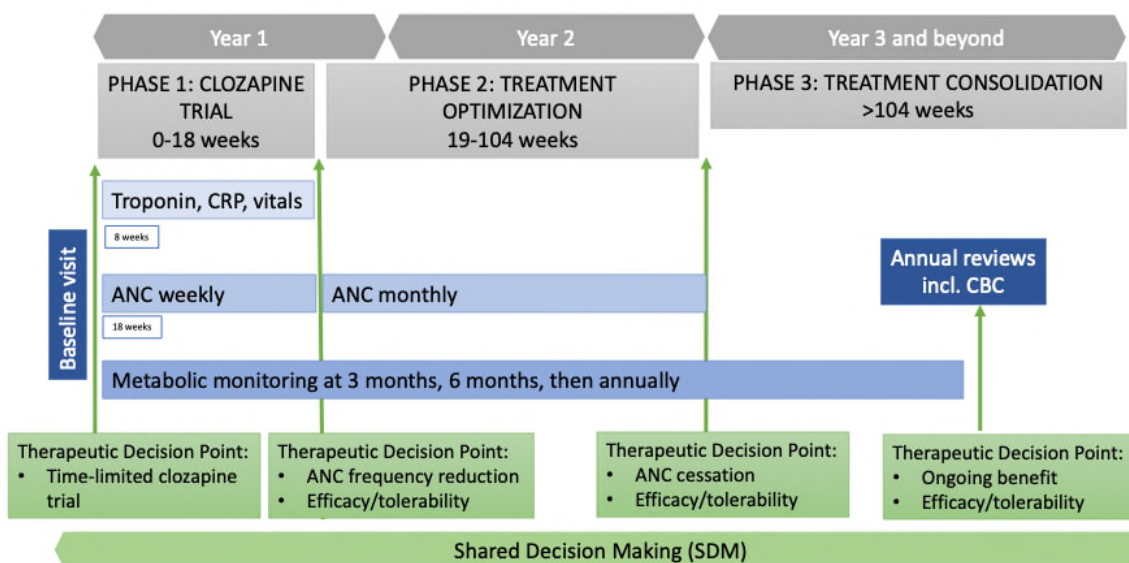 Year 1
Year 2
Year 3 and beyond
PHASE 1: CLOZAPINE
TRIAL
0-18 weeks
PHASE 2: TREATMENT
OPTIMIZATION
19-104 weeks
PHASE 3: TREATMENT CONSOLIDATION
>104 weeks
Baseline visit
Troponin, CRP, vitals
8 weeks
ANC weekly
18 weeks
ANC monthly
Annual reviews
incl. CBC
Metabolic monitoring at 3 months, 6 months, then annually
Therapeutic Decision Point:
• Time-limited clozapine
trial
Therapeutic Decision Point:
• ANC frequency reduction
• Efficacy/tolerability
Therapeutic Decision Point:
• ANC cessation
• Efficacy/tolerability
Therapeutic Decision Point:
• Ongoing benefit
• Efficacy/tolerability
Shared Decision Making (SDM)